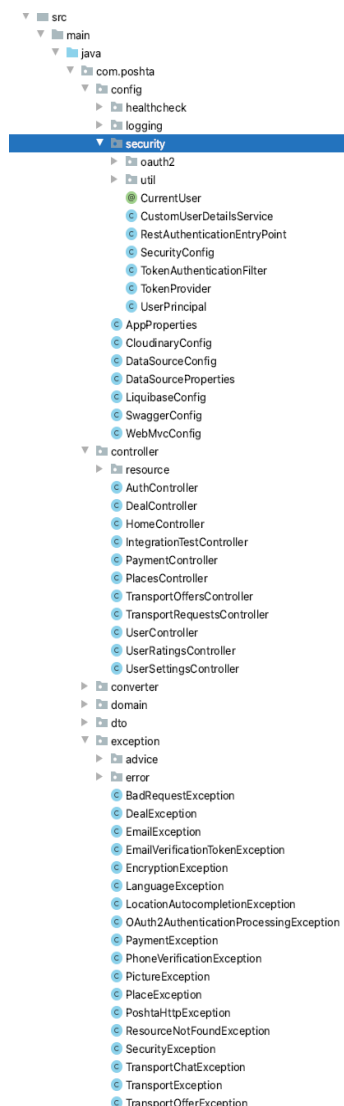 src
main
java
com.poshta
config
healthcheck
logging
security
oauth2
util
CurrentUser
CustomUserDetailsService
RestAuthenticationEntryPoint
SecurityConfig
TokenAuthenticationFilter
TokenProvider
UserPrincipal
AppProperties
CloudinaryConfig
DataSourceConfig
DataSourceProperties
LiquibaseConfig
SwaggerConfig
WebMvcConfig
controller
resource
AuthController
DealController
HomeController
IntegrationTestController
PaymentController
PlacesController
TransportOffersController
TransportRequestsController
UserController
UserRatingsController
UserSettingsController
converter
domain
dto
exception
advice
error
BadRequestException
DealException
EmailException
EmailVerificationTokenException
EncryptionException
LanguageException
LocationAutocompletionException
OAuth2AuthenticationProcessingException
PaymentException
PhoneVerificationException
PictureException
PlaceException
PoshtaHttpException
ResourceNotFoundException
SecurityException
TransportChatException
TransportException
TransportOfferException